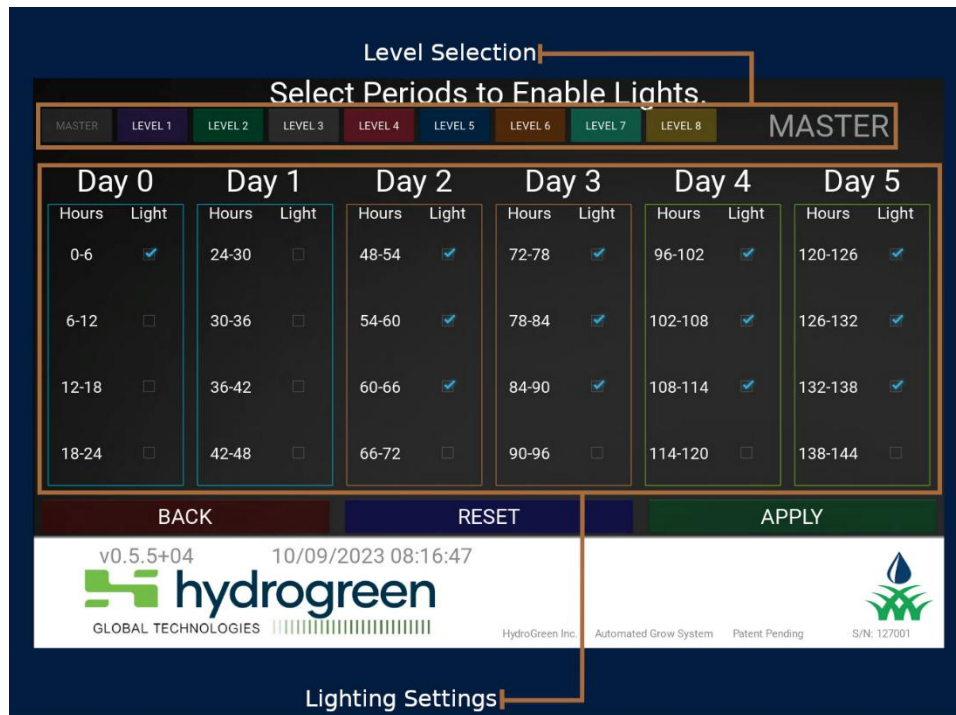 Level Selection
Select Periods to Enable Lights.
MASTER LEVEL 1 LEVEL 2 LEVEL 3 LEVEL 4 LEVEL 5 LEVEL 6 LEVEL 7 LEVEL 8 MASTER
Day 0 Day 1 Day 2 Day 3 Day 4 Day 5
Hours Light Hours Light Hours Light Hours Light Hours Light Hours Light
0-6 24-30 48-54 72-78 96-102 120-126
6-12 30-36 54-60 78-84 102-108 126-132
12-18 36-42 60-66 84-90 108-114 132-138
18-24 42-48 66-72 90-96 114-120 138-144
BACK RESET APPLY
v0.5.5+04 10/09/2023 08:16:47
hydrogreen
GLOBAL TECHNOLOGIES
HydroGreen Inc. Automated Grow System Patent Pending S/N: 127001
Lighting Settings